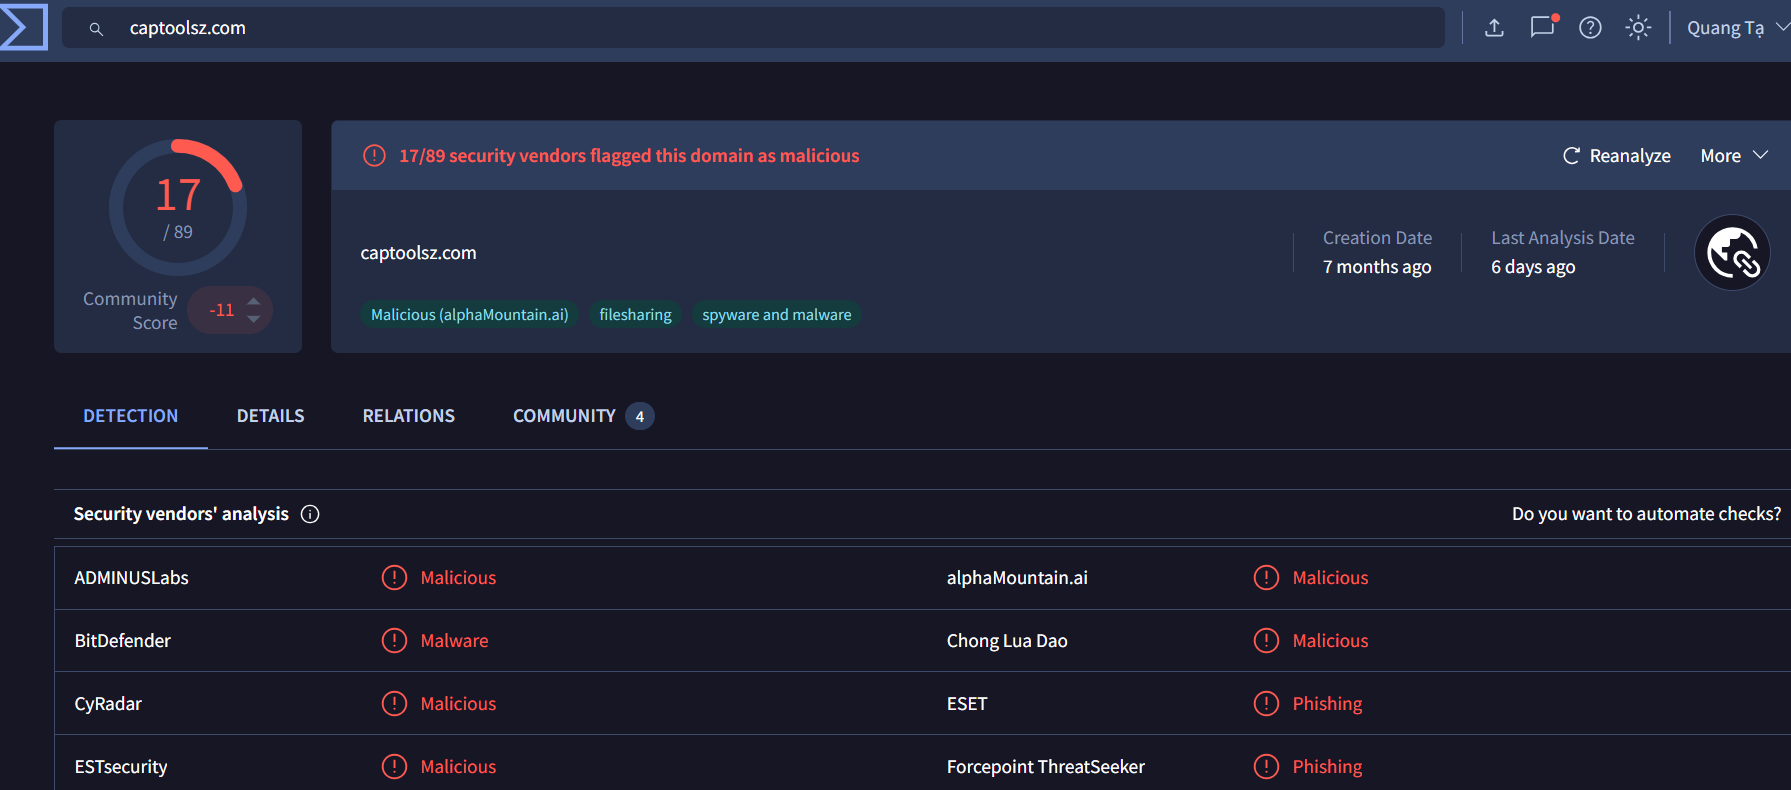 captoolsz.com
Quang Tạ
17
/ 89
Community
Score
-11
17/89 security vendors flagged this domain as malicious
Reanalyze
More
captoolsz.com
Creation Date
7 months ago
Last Analysis Date
6 days ago
Malicious (alphaMountain.ai)
filesharing
spyware and malware
DETECTION
DETAILS
RELATIONS
COMMUNITY 4
Security vendors' analysis
Do you want to automate checks?
ADMINUSLabs Malicious alphaMountain.ai Malicious
BitDefender Malware Chong Lua Dao Malicious
CyRadar Malicious ESET Phishing
ESTsecurity Malicious Forcepoint ThreatSeeker Phishing